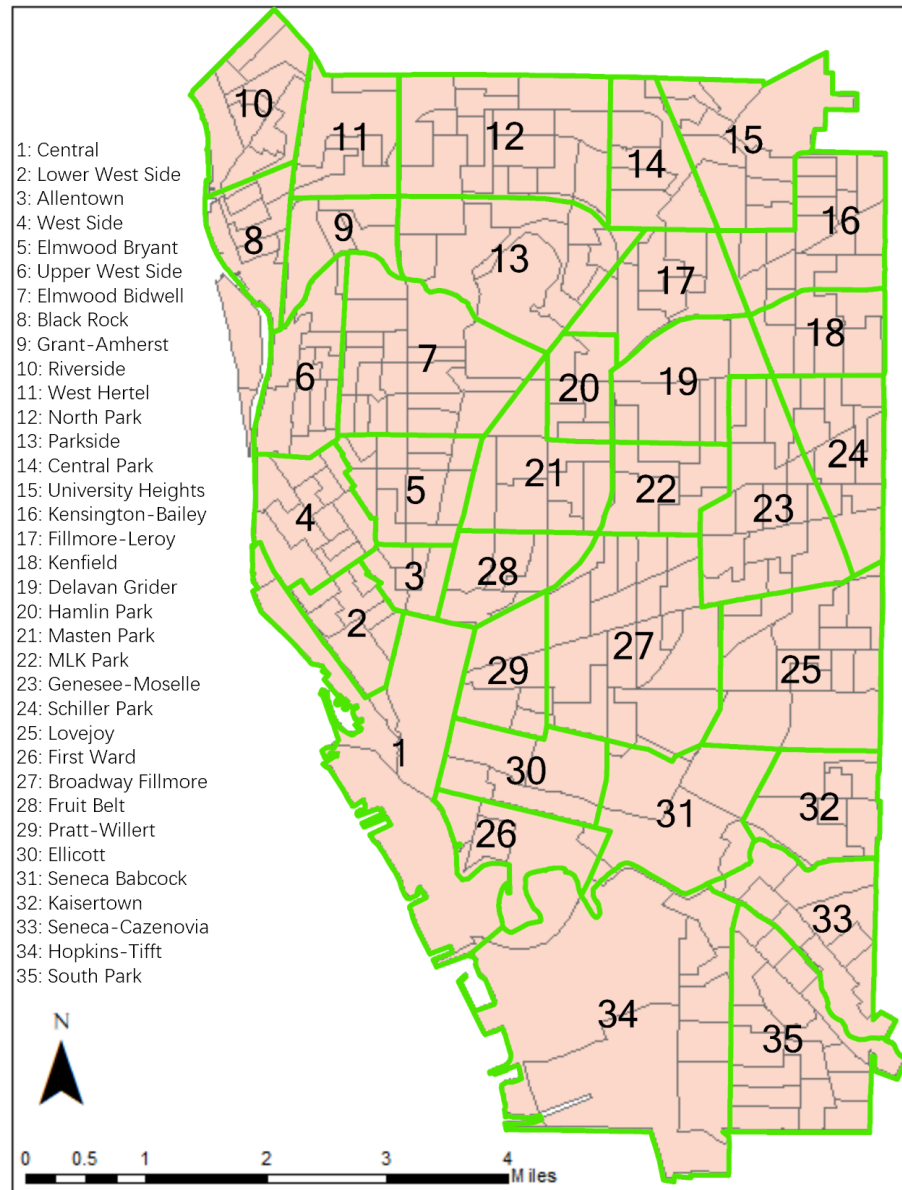 1: Central
2: Lower West Side
3: Allentown
4: West Side
5: Elmwood Bryant
6: Upper West Side
7: Elmwood Bidwell
8: Black Rock
9: Grant-Amherst
10: Riverside
11: West Hertel
12: North Park
13: Parkside
14: Central Park
15: University Heights
16: Kensington-Bailey
17: Fillmore-Leroy
18: Kenfield
19: Delavan Grider
20: Hamlin Park
21: Masten Park
22: MLK Park
23: Genesee-Moselle
24: Schiller Park
25: Lovejoy
26: First Ward
27: Broadway Fillmore
28: Fruit Belt
29: Pratt-Willert
30: Ellicott
31: Seneca Babcock
32: Kaisertown
33: Seneca-Cazenovia
34: Hopkins-Tifft
35: South Park
10
11
12
15
14
16
8
9
13
17
18
6
7
20
19
5
21
22
24
23
4
3
28
2
29
27
25
1
30
31
32
26
33
34
35
N
0 0.5 1 2 3 4
Miles